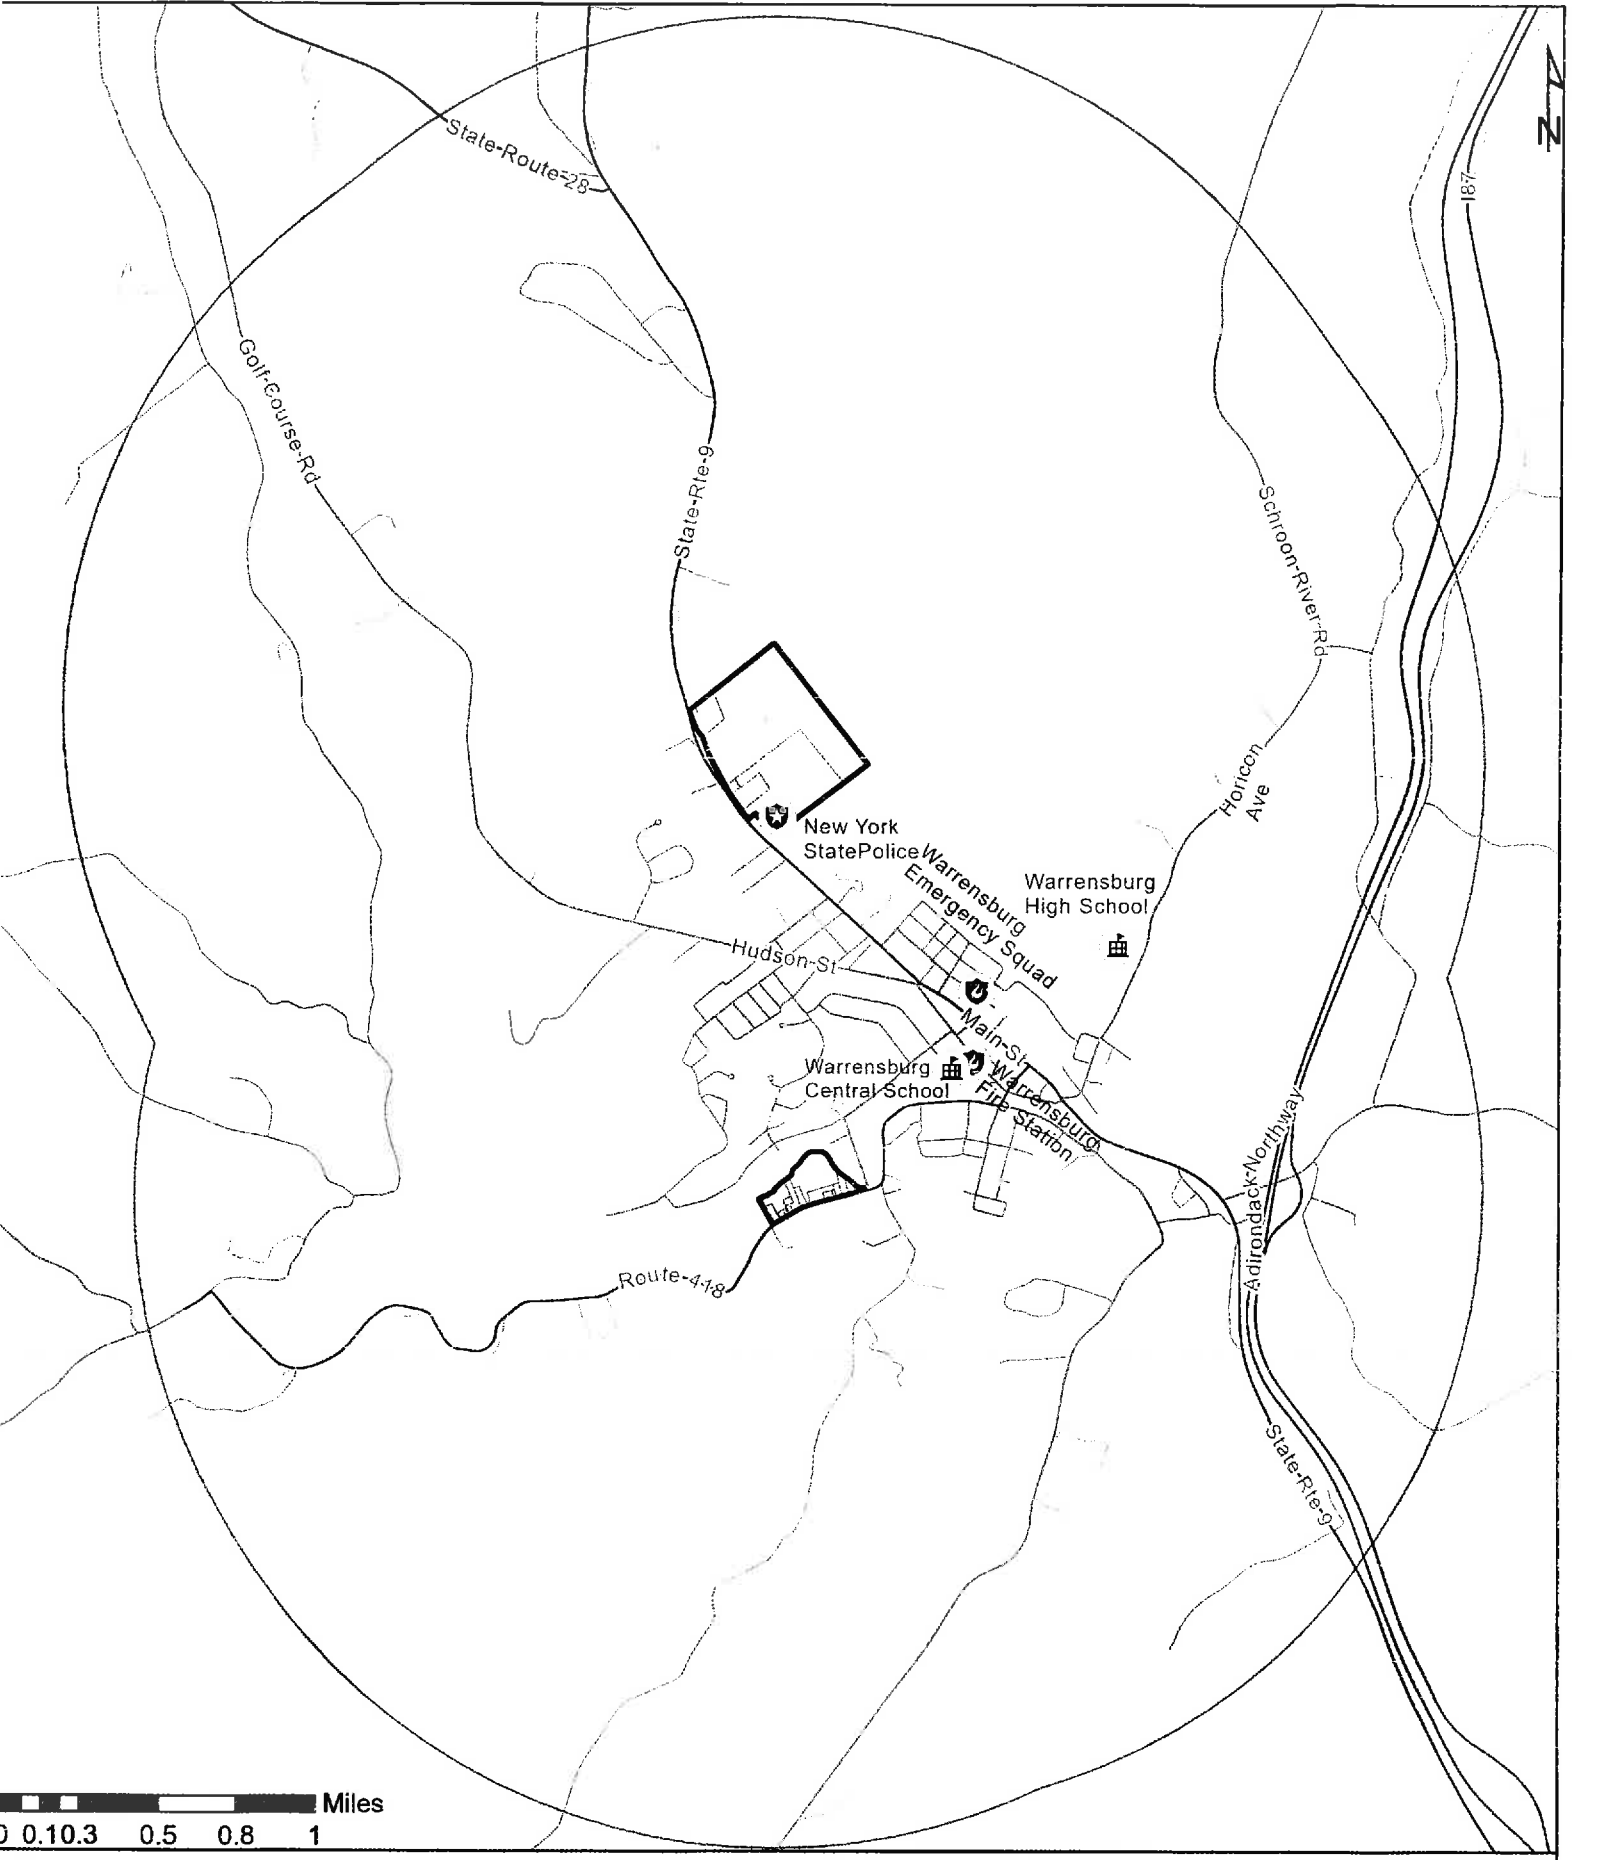 State-Route-28
187
Golf-Course-Rd
State-Rte-9
Schroon-River-Rd
Horicon
Ave
New York
StatePolice
Warrensburg
Emergency Squad
Warrensburg
High School
Hudson-St
Main-St
Warrensburg
Central School
Warrensburg
Fire Station
Adirondack-Northway
Route-418
State-Rte-9
Miles
0 0.10.3 0.5 0.8 1
N